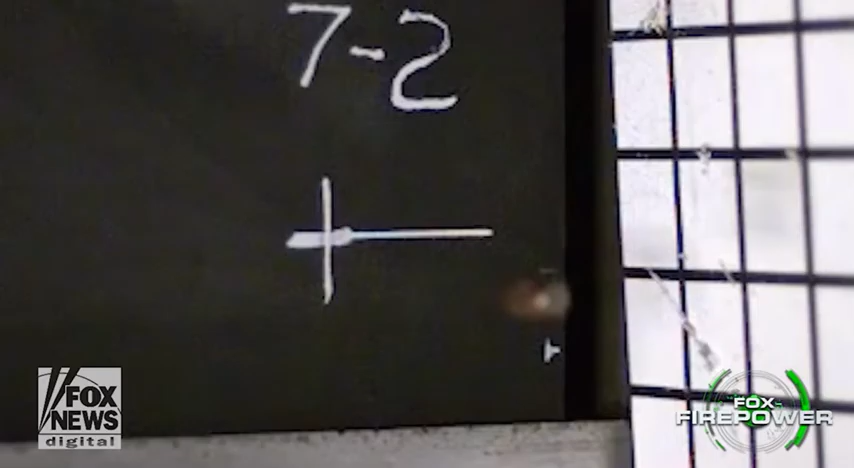 7-2
FOX
NEWS
digital
FOX
FIREPOWER